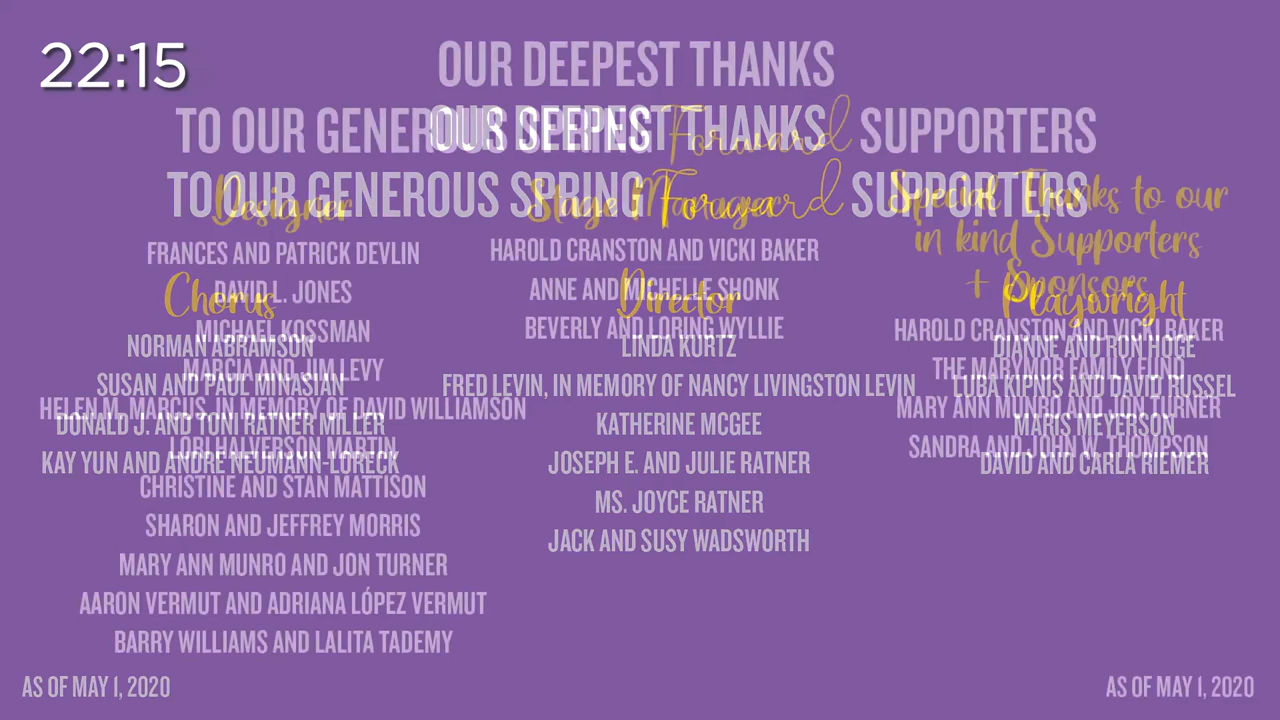 22:15
OUR DEEPEST THANKS
TO OUR GENEROUS SPRING Forward SUPPORTERS
OUR DEEPEST THANKS
TO OUR GENEROUS SPRING Forward SUPPORTERS
Designer
FRANCES AND PATRICK DEVLIN
DAVID L. JONES
MICHAEL KOSSMAN
MARCIA AND JIM LEVY
HELEN M. MARCUS, IN MEMORY OF DAVID WILLIAMSON
LORI HALVERSON MARTIN
CHRISTINE AND STAN MATTISON
SHARON AND JEFFREY MORRIS
MARY ANN MUNRO AND JON TURNER
AARON VERMUT AND ADRIANA LÓPEZ VERMUT
BARRY WILLIAMS AND LALITA TADEMY
Stage Manager
HAROLD CRANSTON AND VICKI BAKER
ANNE AND MICHELLE SHONK
BEVERLY AND LORING WYLLIE
Special Thanks to our
in kind Supporters
+ Sponsors
HAROLD CRANSTON AND VICKI BAKER
THE FAMILY FUND
MARY ANN MUNRO AND JON TURNER
SANDRA AND JOHN W. THOMPSON
Chorus
NORMAN ABRAMSON
SUSAN AND PAUL MINASIAN
DONALD J. AND TONI RATNER MILLER
KAY YUN AND ANDRE NEUMANN-LORECK
Director
LINDA KURTZ
FRED LEVIN, IN MEMORY OF NANCY LIVINGSTON LEVIN
KATHERINE MCGEE
JOSEPH E. AND JULIE RATNER
MS. JOYCE RATNER
JACK AND SUSY WADSWORTH
Playwright
DIANNE AND RON HOGE
LUBA KIPNIS AND DAVID RUSSEL
MARIS MEYERSON
DAVID AND CARLA RIEMER
AS OF MAY 1, 2020
AS OF MAY 1, 2020